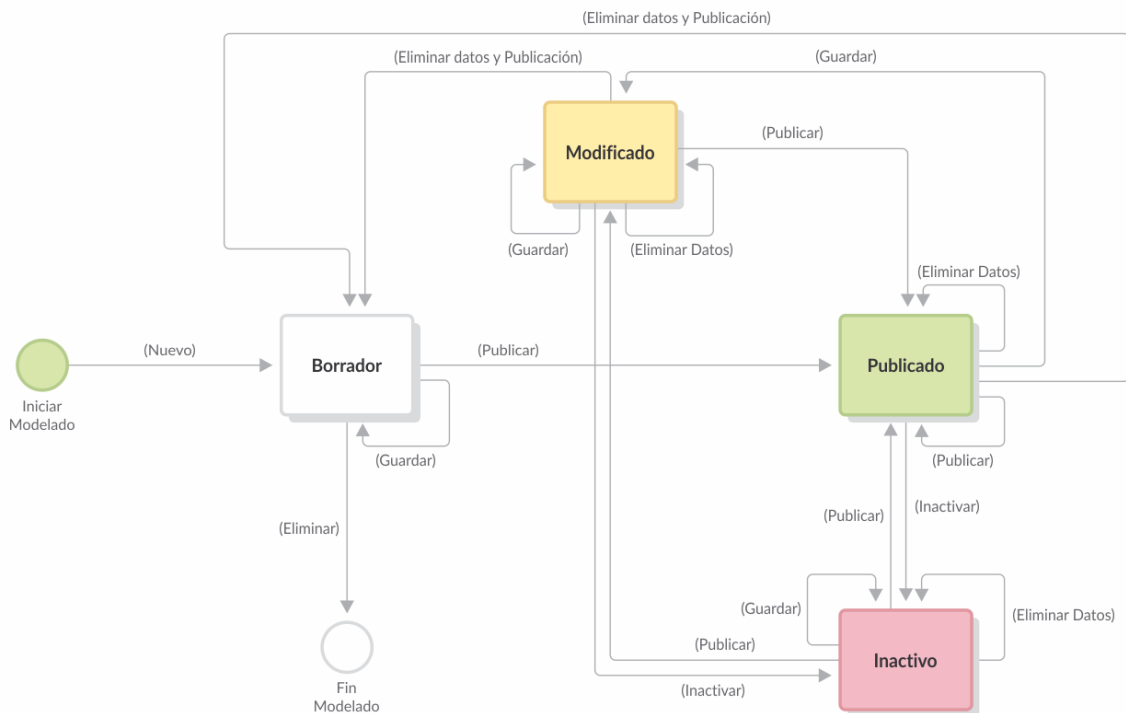 (Eliminar datos y Publicación)
(Eliminar datos y Publicación)
(Guardar)
(Publicar)
Modificado
(Guardar)
(Eliminar Datos)
(Eliminar Datos)
(Nuevo)
Borrador
(Publicar)
Publicado
Iniciar
Modelado
(Guardar)
(Publicar)
(Eliminar)
(Publicar)
(Inactivar)
(Guardar)
(Eliminar Datos)
(Publicar)
Inactivo
(Inactivar)
Fin
Modelado